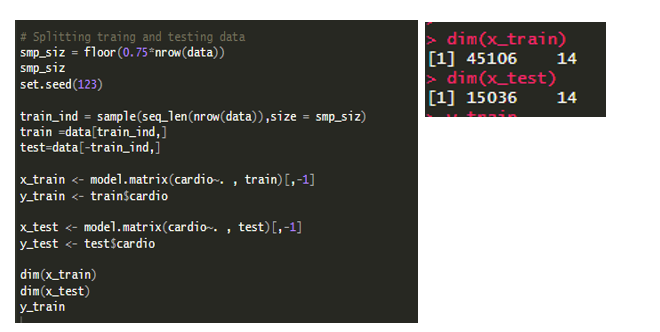 # Splitting traing and testing data
smp_siz = floor(0.75*nrow(data))
smp_siz
set.seed(123)
train_ind = sample(seq_len(nrow(data)),size = smp_siz)
train =data[train_ind,]
test=data[-train_ind,]
x_train <- model.matrix(cardio~. , train)[,-1]
y_train <- train$cardio
x_test <- model.matrix(cardio~. , test)[,-1]
y_test <- test$cardio
dim(x_train)
dim(x_test)
y_train
> dim(x_train)
[1] 45106 14
> dim(x_test)
[1] 15036 14